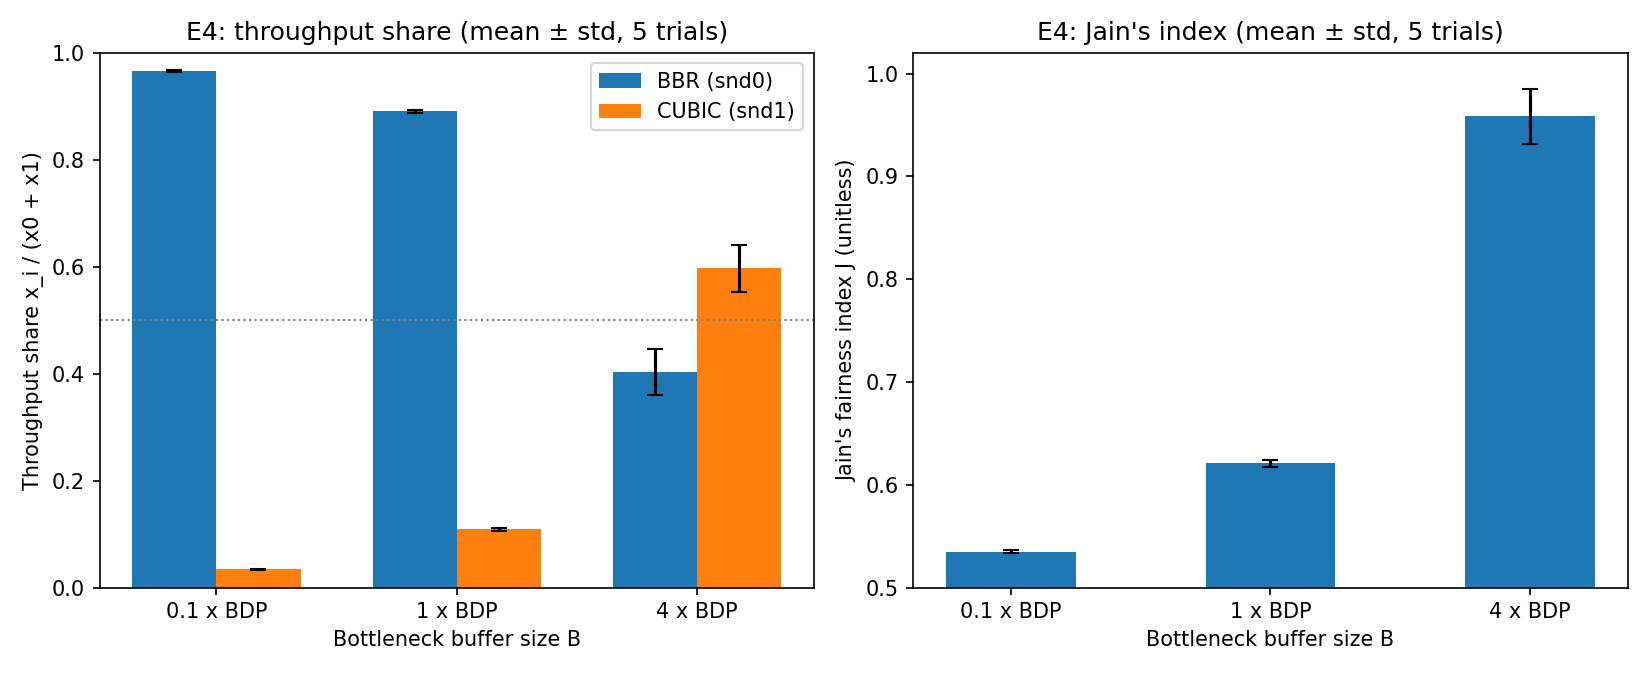 E4: throughput share (mean ± std, 5 trials)
Throughput share x_i / (x0 + x1)
1.0
0.8
0.6
0.4
0.2
0.0
BBR (snd0)
CUBIC (snd1)
0.1 x BDP
1 x BDP
4 x BDP
Bottleneck buffer size B
E4: Jain's index (mean ± std, 5 trials)
Jain's fairness index J (unitless)
1.0
0.9
0.8
0.7
0.6
0.5
0.1 x BDP
1 x BDP
4 x BDP
Bottleneck buffer size B